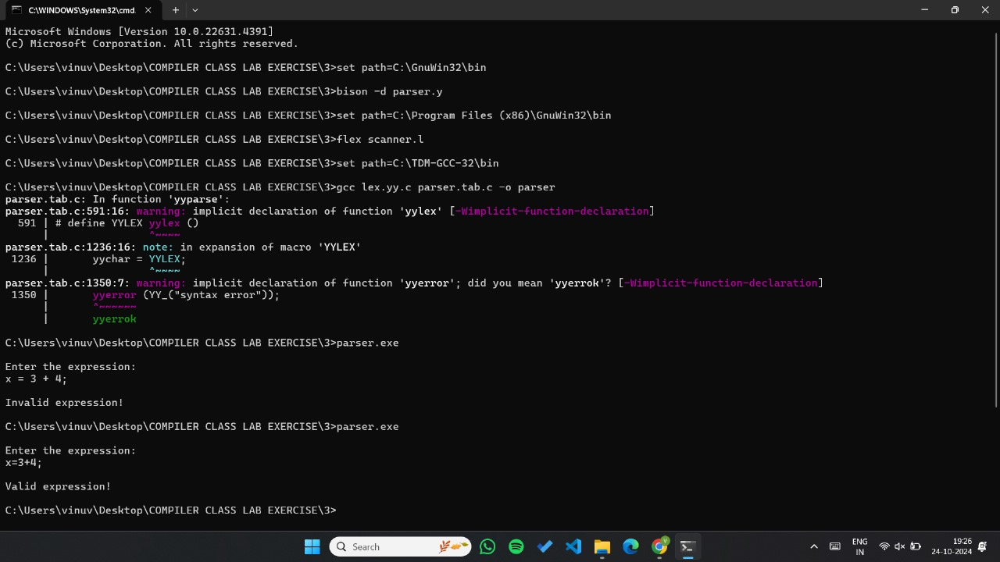 C:\WINDOWS\System32\cmd.
Microsoft Windows [Version 10.0.22631.4391]
(c) Microsoft Corporation. All rights reserved.
C:\Users\vinuv\Desktop\COMPILER CLASS LAB EXERCISE\3>set path=C:\GnuWin32\bin
C:\Users\vinuv\Desktop\COMPILER CLASS LAB EXERCISE\3>bison -d parser.y
C:\Users\vinuv\Desktop\COMPILER CLASS LAB EXERCISE\3>set path=C:\Program Files (x86)\GnuWin32\bin
C:\Users\vinuv\Desktop\COMPILER CLASS LAB EXERCISE\3>flex scanner.l
C:\Users\vinuv\Desktop\COMPILER CLASS LAB EXERCISE\3>set path=C:\TDM-GCC-32\bin
C:\Users\vinuv\Desktop\COMPILER CLASS LAB EXERCISE\3>gcc lex.yy.c parser.tab.c -o parser
parser.tab.c: In function 'yyparse':
parser.tab.c:591:16: warning: implicit declaration of function 'yylex' [-Wimplicit-function-declaration]
  591 | # define YYLEX yylex ()
      |                ^~~~~
parser.tab.c:1236:16: note: in expansion of macro 'YYLEX'
 1236 |       yychar = YYLEX;
      |                ^~~~~
parser.tab.c:1350:7: warning: implicit declaration of function 'yyerror'; did you mean 'yyerrok'? [-Wimplicit-function-declaration]
 1350 |       yyerror (YY_("syntax error"));
      |       ^~~~~~~
      |       yyerrok
C:\Users\vinuv\Desktop\COMPILER CLASS LAB EXERCISE\3>parser.exe
Enter the expression:
x = 3 + 4;
Invalid expression!
C:\Users\vinuv\Desktop\COMPILER CLASS LAB EXERCISE\3>parser.exe
Enter the expression:
x=3+4;
Valid expression!
C:\Users\vinuv\Desktop\COMPILER CLASS LAB EXERCISE\3>
Search
V
ENG
IN
19:26
24-10-2024